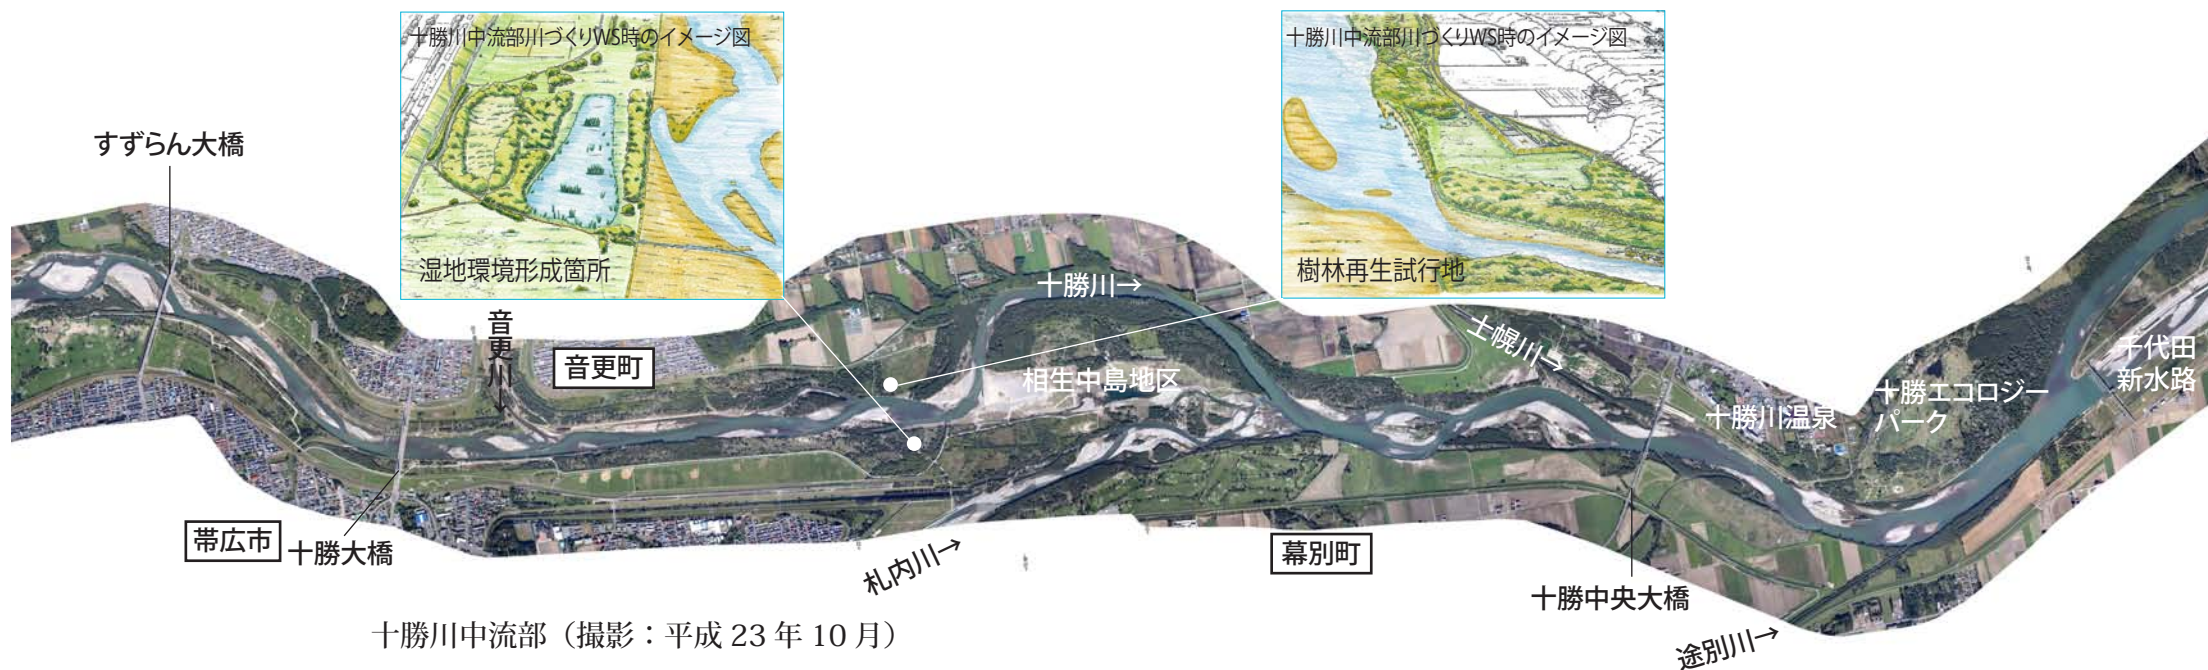 十勝川中流部川づくりWS時のイメージ図
湿地環境形成箇所
十勝川中流部川づくりWS時のイメージ図
樹林再生試行地
すずらん大橋
音更川→
音更町
十勝川→
相生中島地区
士幌川→
十勝川温泉
十勝エコロジー
パーク
千代田
新水路
帯広市
十勝大橋
札内川→
幕別町
十勝中央大橋
途別川→
十勝川中流部（撮影：平成 23 年 10 月）